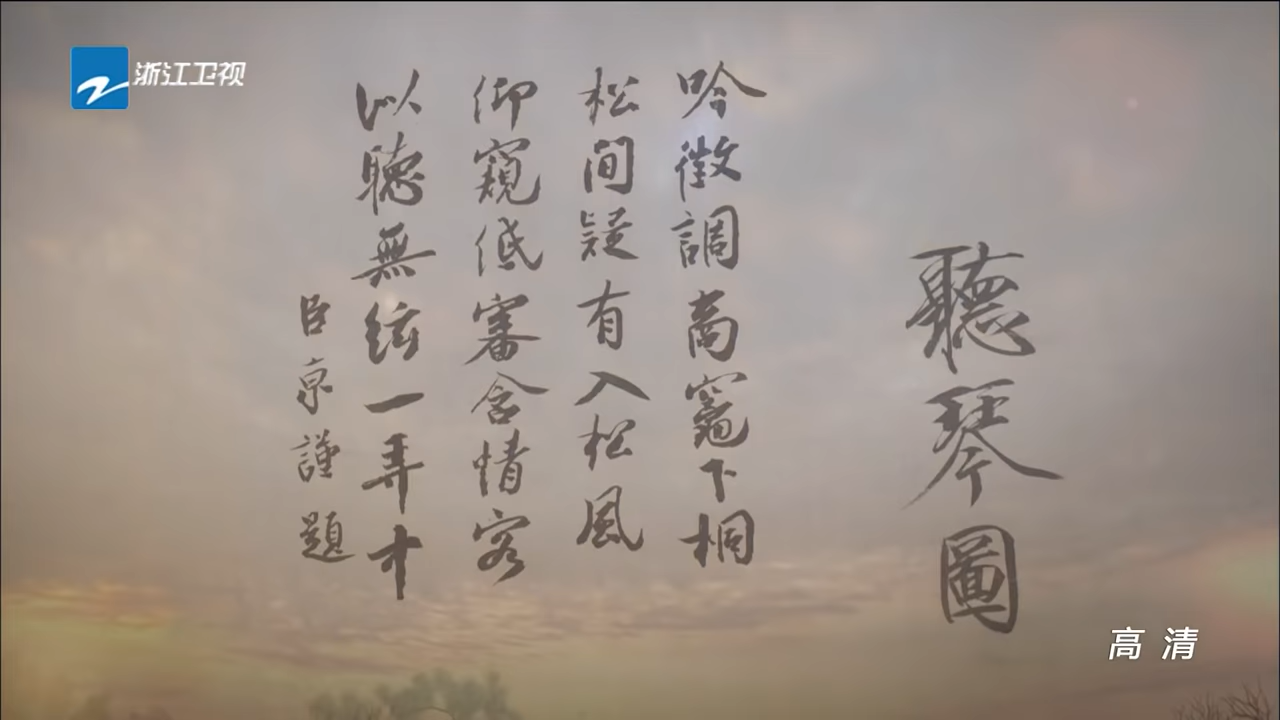 浙江卫视
聽琴圖
吟徵調商竈下桐
松間疑有入松風
仰窺低審含情客
以聽無絃一弄中
臣京謹題
高清